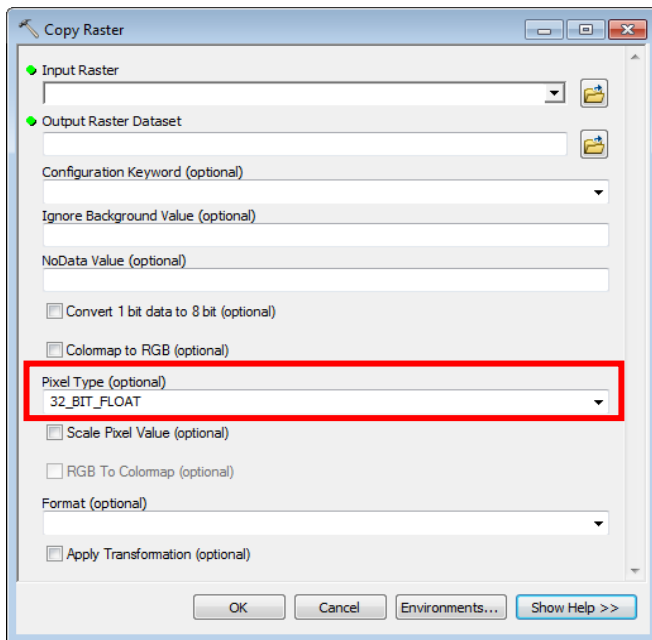 Copy Raster
Input Raster
Output Raster Dataset
Configuration Keyword (optional)
Ignore Background Value (optional)
NoData Value (optional)
Convert 1 bit data to 8 bit (optional)
Colormap to RGB (optional)
Pixel Type (optional)
32_BIT_FLOAT
Scale Pixel Value (optional)
RGB To Colormap (optional)
Format (optional)
Apply Transformation (optional)
OK Cancel Environments... Show Help >>